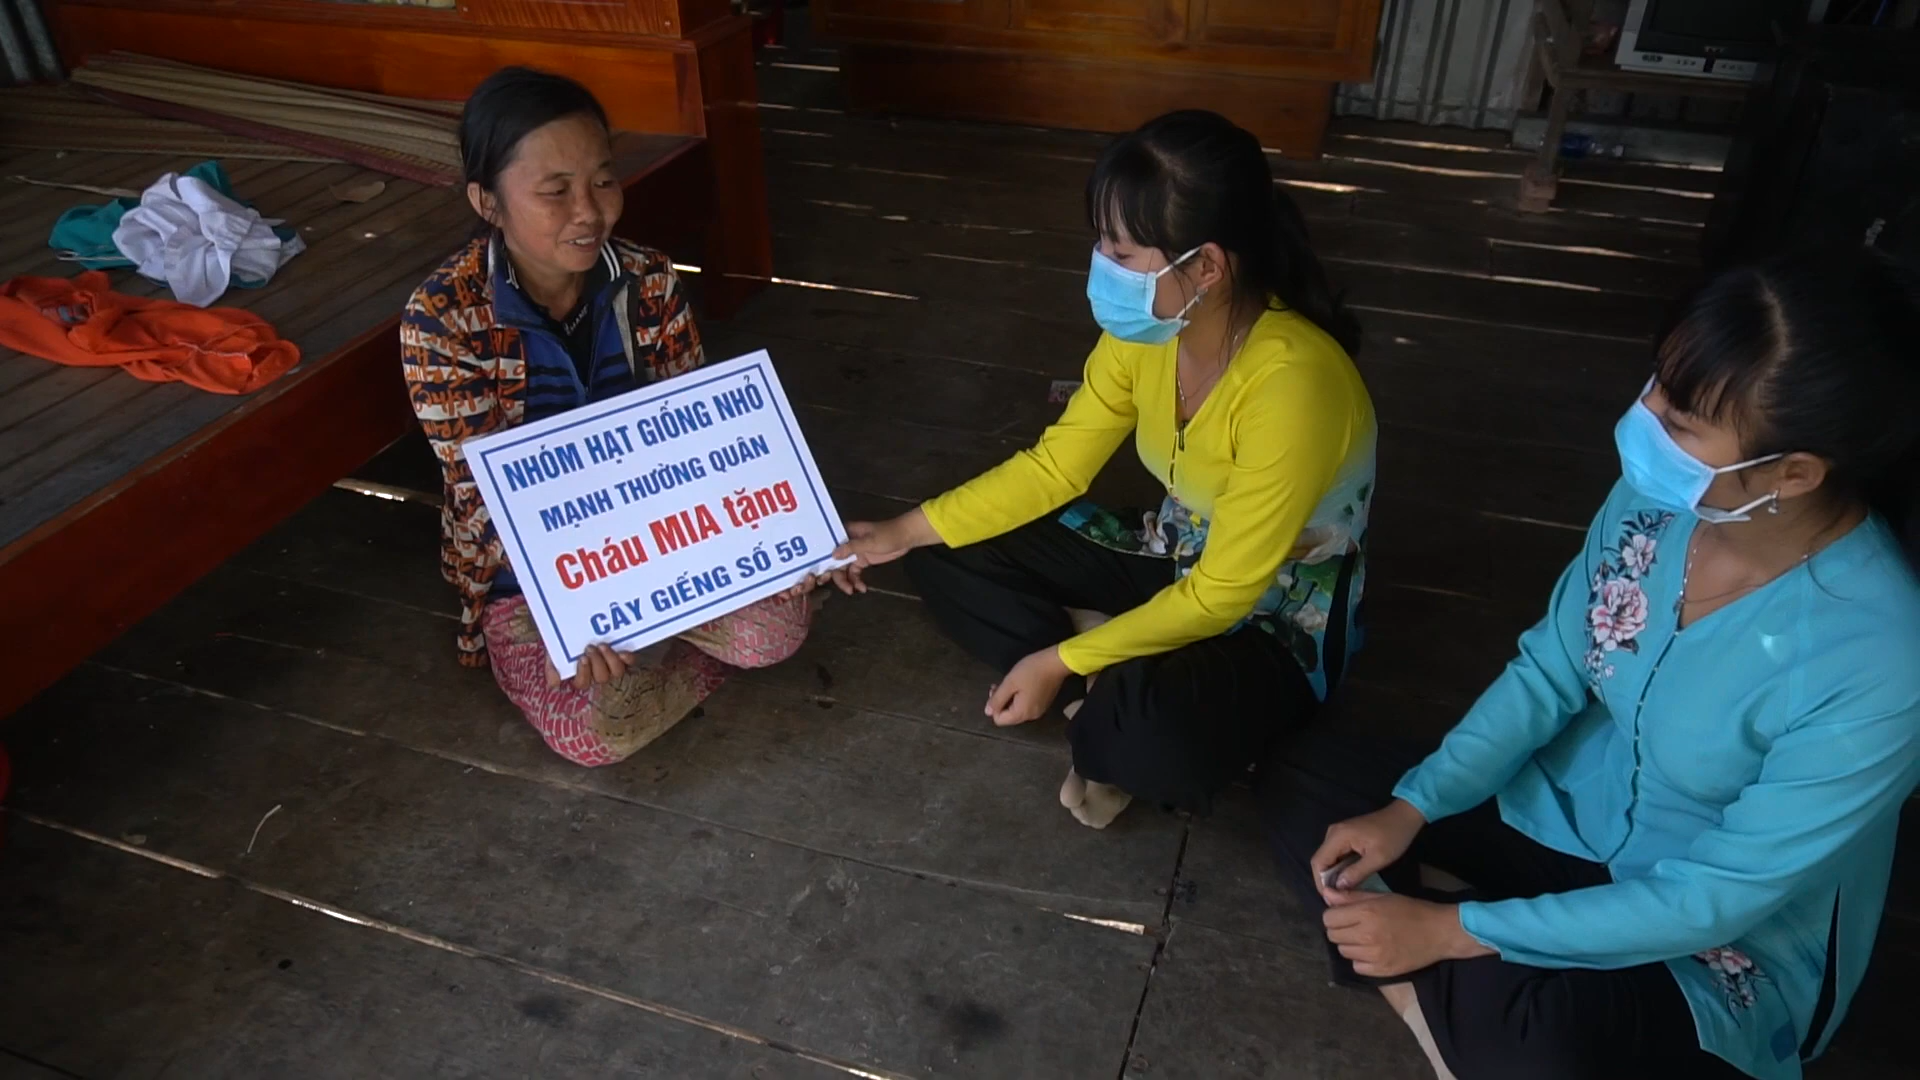 NHÓM HẠT GIỐNG NHỎ
MẠNH THƯỜNG QUÂN
Cháu MIA tặng
CÂY GIẾNG SỐ 59